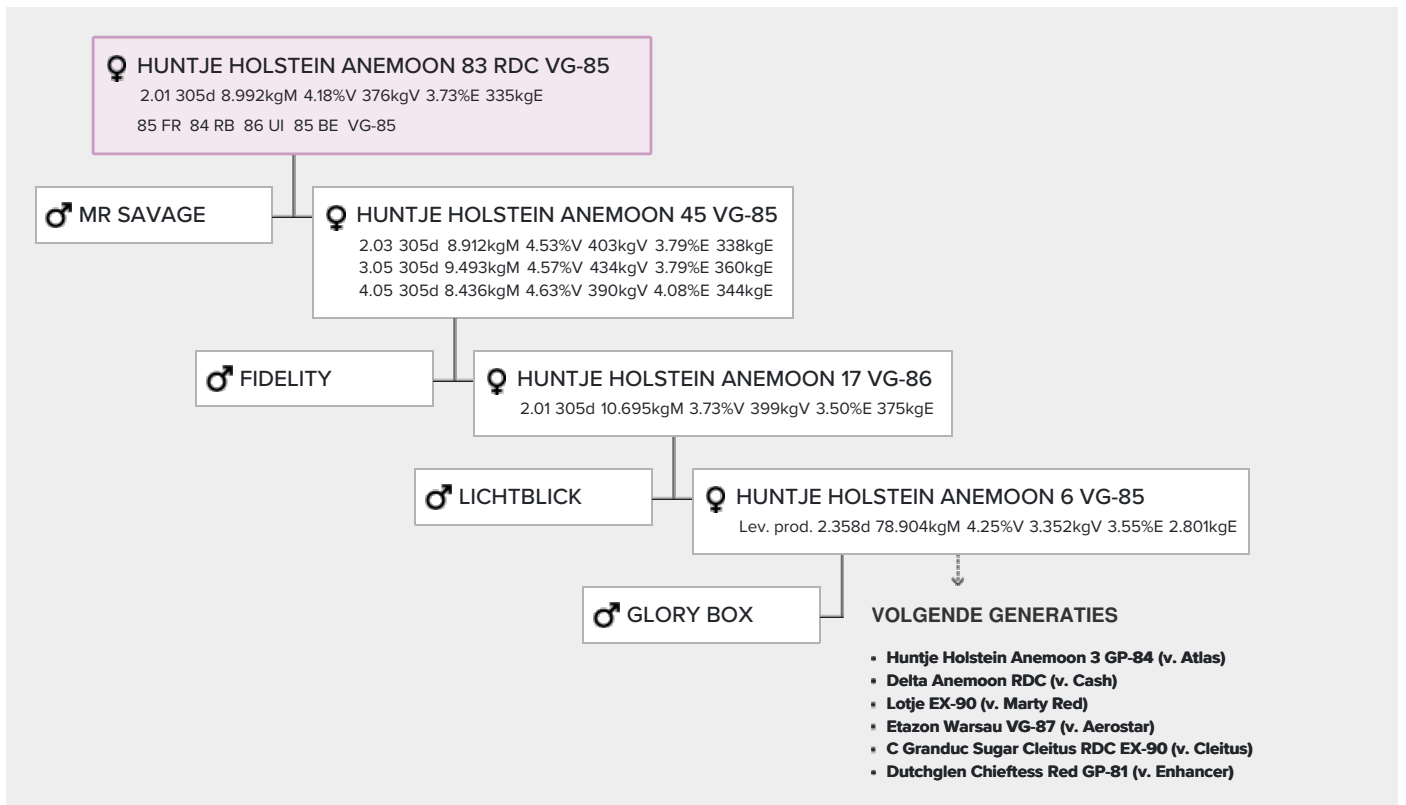 HUNTJE HOLSTEIN ANEMOON 83 RDC VG-85
2.01 305d 8.992kgM 4.18%V 376kgV 3.73%E 335kgE
85 FR 84 RB 86 UI 85 BE VG-85
MR SAVAGE
HUNTJE HOLSTEIN ANEMOON 45 VG-85
2.03 305d 8.912kgM 4.53%V 403kgV 3.79%E 338kgE
3.05 305d 9.493kgM 4.57%V 434kgV 3.79%E 360kgE
4.05 305d 8.436kgM 4.63%V 390kgV 4.08%E 344kgE
FIDELITY
HUNTJE HOLSTEIN ANEMOON 17 VG-86
2.01 305d 10.695kgM 3.73%V 399kgV 3.50%E 375kgE
LICHTBLICK
HUNTJE HOLSTEIN ANEMOON 6 VG-85
Lev. prod. 2.358d 78.904kgM 4.25%V 3.352kgV 3.55%E 2.801kgE
GLORY BOX
VOLGENDE GENERATIES
▪ Huntje Holstein Anemoon 3 GP-84 (v. Atlas)
▪ Delta Anemoon RDC (v. Cash)
▪ Lotje EX-90 (v. Marty Red)
▪ Etazon Warsau VG-87 (v. Aerostar)
▪ C Granduc Sugar Cleitus RDC EX-90 (v. Cleitus)
▪ Dutchglen Chieftess Red GP-81 (v. Enhancer)